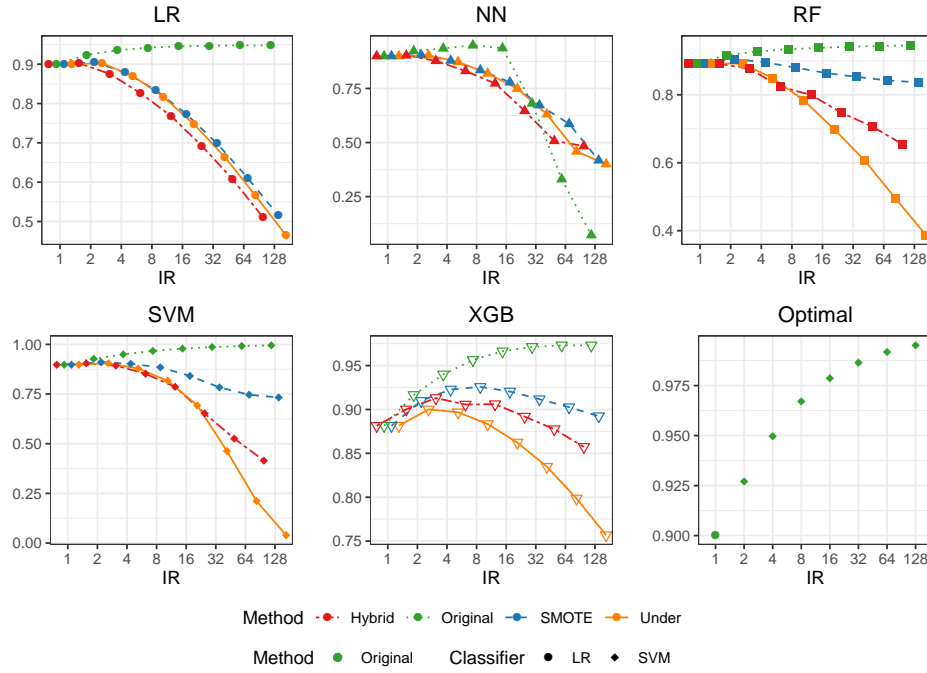 LR
NN
RF
0.9
0.8
0.7
0.6
0.5
1 2 4 8 16 32 64 128
IR
0.75
0.50
0.25
1 2 4 8 16 32 64 128
IR
0.8
0.6
0.4
1 2 4 8 16 32 64 128
IR
SVM
XGB
Optimal
1.00
0.75
0.50
0.25
0.00
1 2 4 8 16 32 64 128
IR
0.95
0.90
0.85
0.80
0.75
1 2 4 8 16 32 64 128
IR
0.975
0.950
0.925
0.900
1 2 4 8 16 32 64 128
IR
Method Hybrid Original SMOTE Under
Method Original Classifier LR SVM